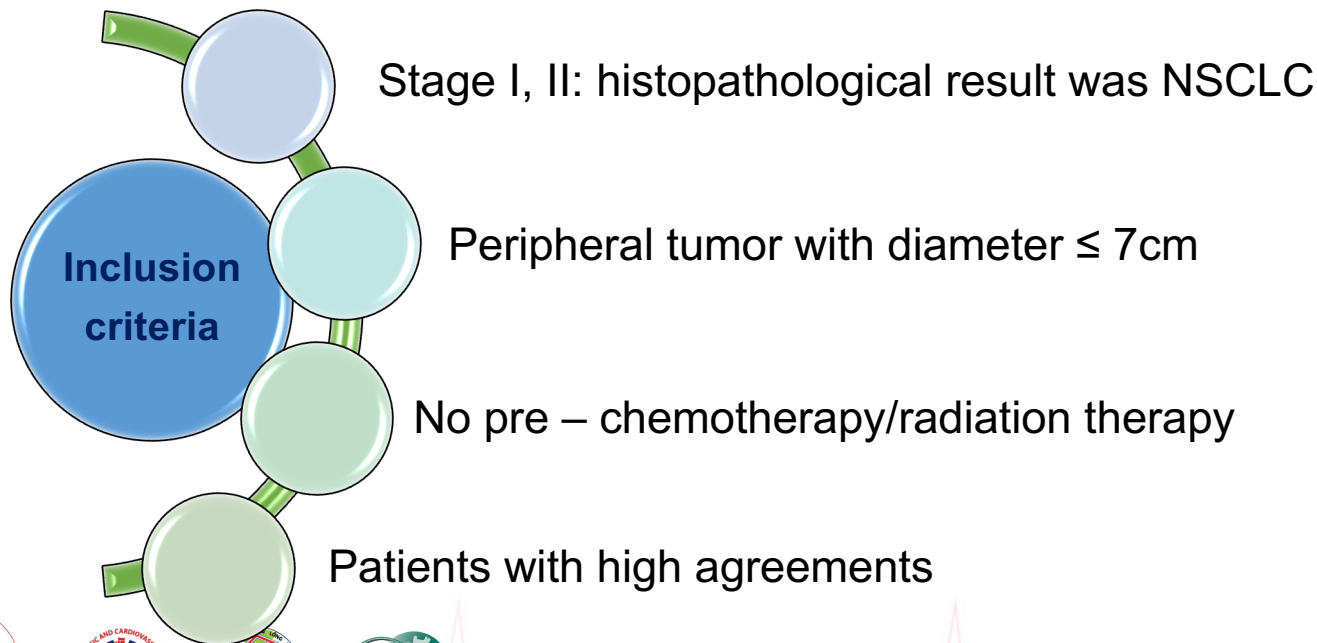 Stage I, II: histopathological result was NSCLC
Peripheral tumor with diameter ≤ 7cm
Inclusion
criteria
No pre – chemotherapy/radiation therapy
Patients with high agreements